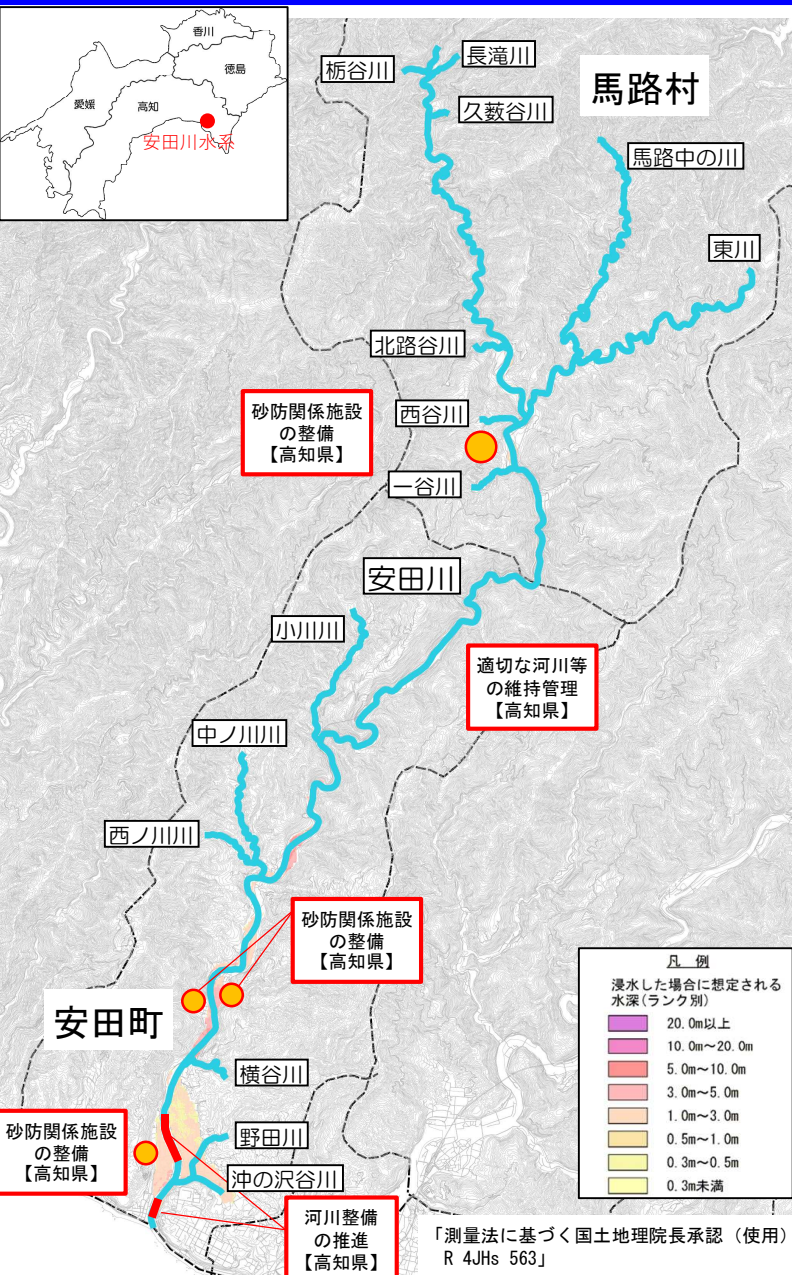 香川
徳島
愛媛
高知
安田川水系
長滝川
栃谷川
馬路村
久薮谷川
馬路中の川
東川
北路谷川
砂防関係施設
の整備
【高知県】
西谷川
一谷川
安田川
小川川
適切な河川等
の維持管理
【高知県】
中ノ川川
西ノ川川
砂防関係施設
の整備
【高知県】
安田町
横谷川
砂防関係施設
の整備
【高知県】
野田川
沖の沢谷川
河川整備
の推進
【高知県】
凡 例
浸水した場合に想定される
水深(ランク別)
20.0m以上
10.0m～20.0m
5.0m～10.0m
3.0m～5.0m
1.0m～3.0m
0.5m～1.0m
0.3m～0.5m
0.3m未満
「測量法に基づく国土地理院長承認（使用）
R 4JHs 563」